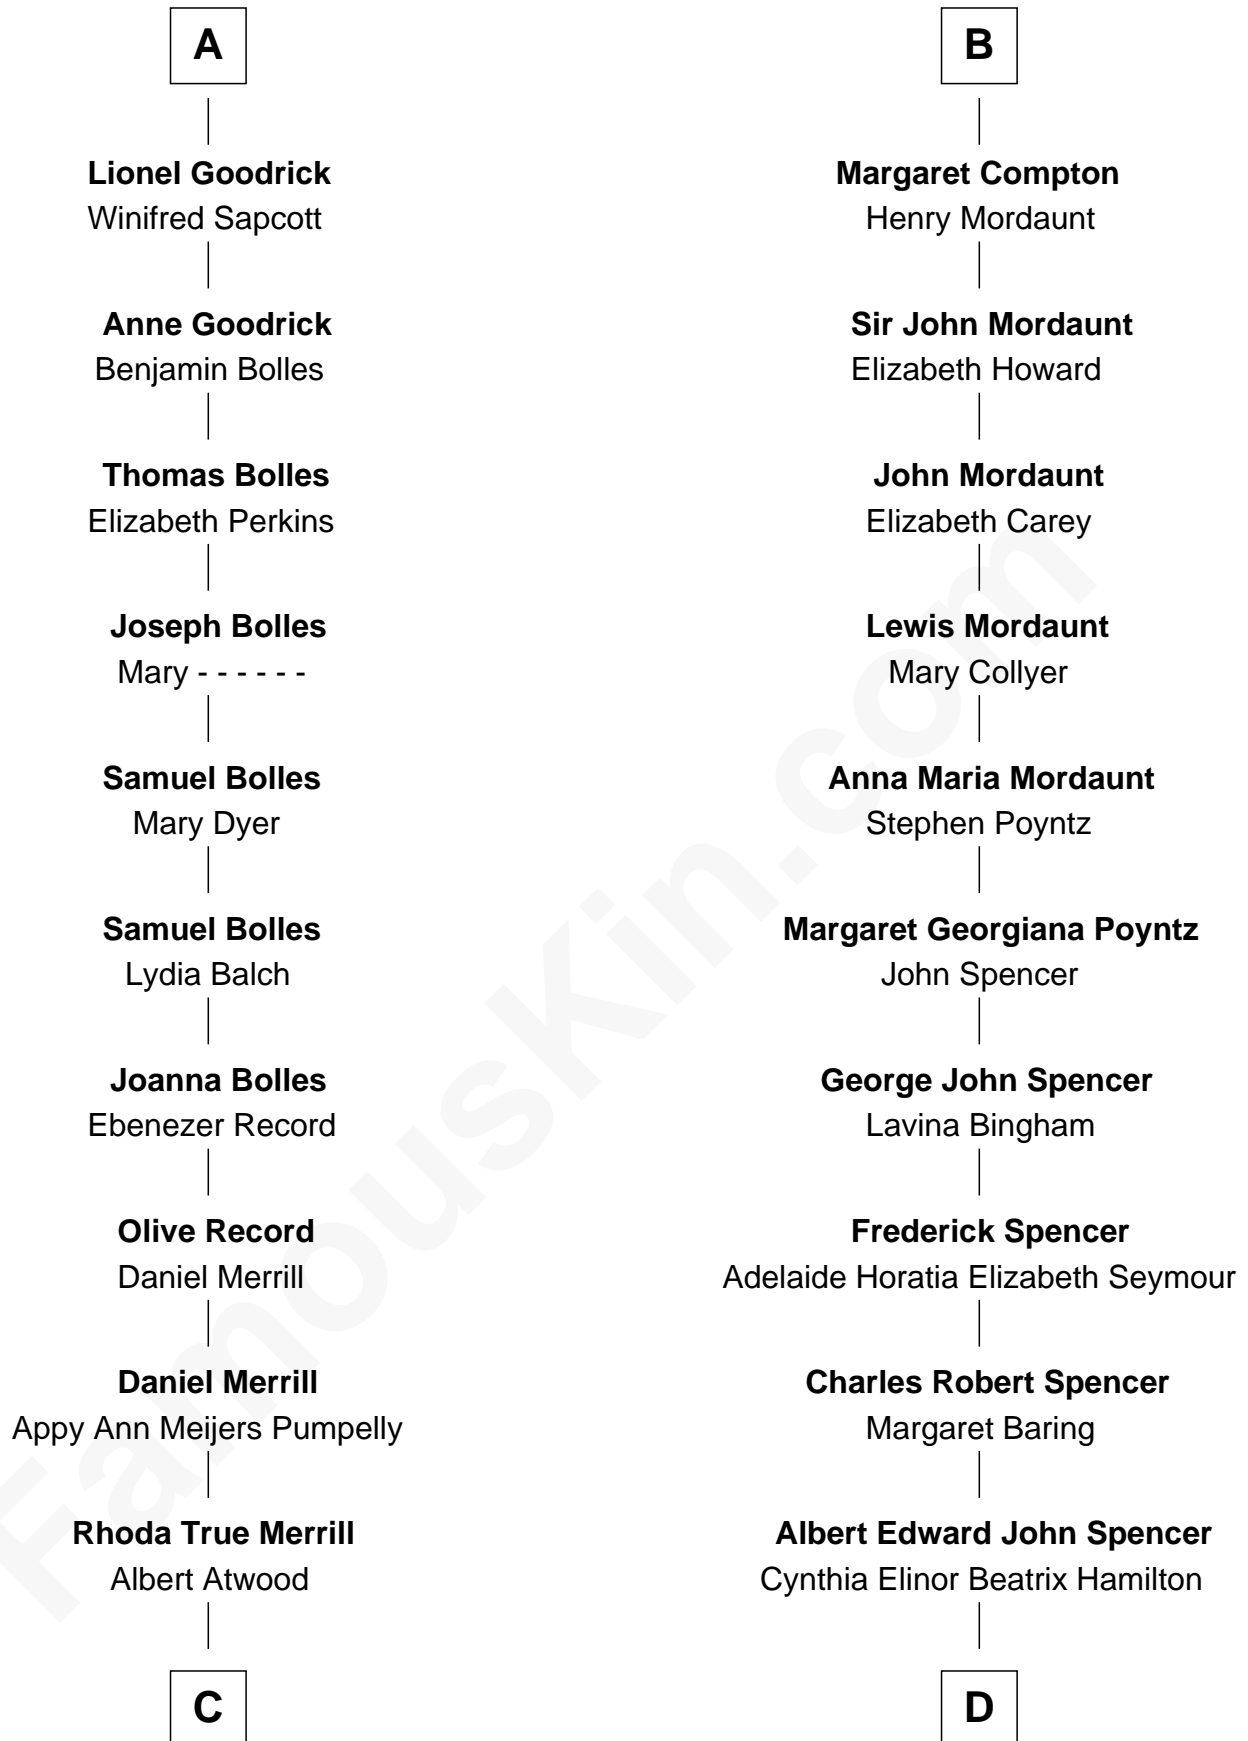 A
Lionel Goodrick
Winifred Sapcott
Anne Goodrick
Benjamin Bolles
Thomas Bolles
Elizabeth Perkins
Joseph Bolles
Mary - - - - - -
Samuel Bolles
Mary Dyer
Samuel Bolles
Lydia Balch
Joanna Bolles
Ebenezer Record
Olive Record
Daniel Merrill
Daniel Merrill
Appy Ann Meijers Pumpelly
Rhoda True Merrill
Albert Atwood
C
B
Margaret Compton
Henry Mordaunt
Sir John Mordaunt
Elizabeth Howard
John Mordaunt
Elizabeth Carey
Lewis Mordaunt
Mary Collyer
Anna Maria Mordaunt
Stephen Poyntz
Margaret Georgiana Poyntz
John Spencer
George John Spencer
Lavina Bingham
Frederick Spencer
Adelaide Horatia Elizabeth Seymour
Charles Robert Spencer
Margaret Baring
Albert Edward John Spencer
Cynthia Elinor Beatrix Hamilton
D
FamousKin.com